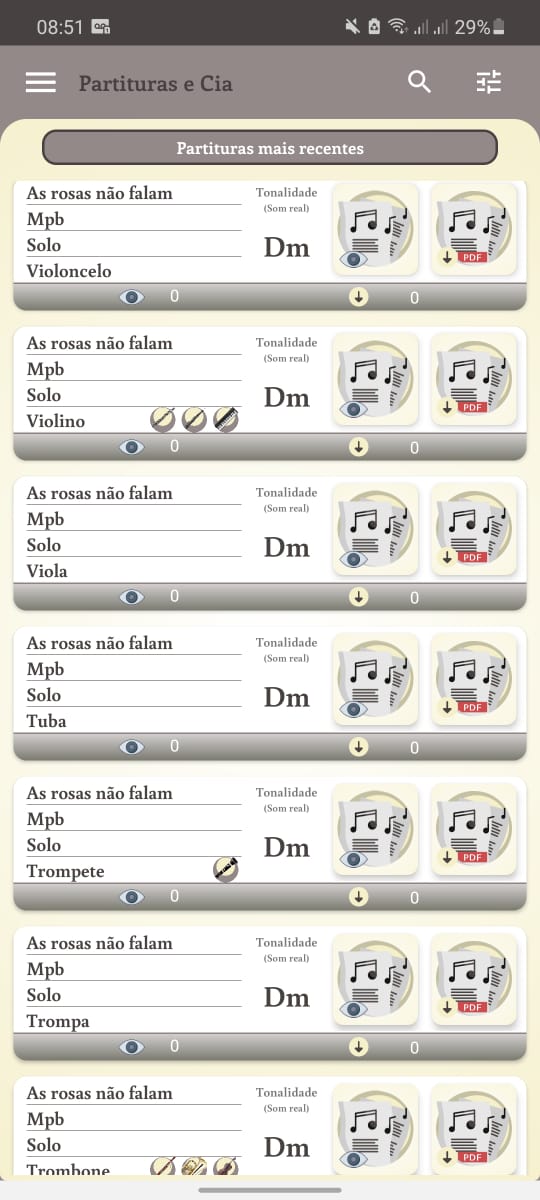 08:51
29%
Partituras e Cia
Partituras mais recentes
As rosas não falam
Mpb
Solo
Violoncelo
Tonalidade
(Som real)
Dm
PDF
0
0
As rosas não falam
Mpb
Solo
Violino
Tonalidade
(Som real)
Dm
PDF
0
0
As rosas não falam
Mpb
Solo
Viola
Tonalidade
(Som real)
Dm
PDF
0
0
As rosas não falam
Mpb
Solo
Tuba
Tonalidade
(Som real)
Dm
PDF
0
0
As rosas não falam
Mpb
Solo
Trompete
Tonalidade
(Som real)
Dm
PDF
0
0
As rosas não falam
Mpb
Solo
Trompa
Tonalidade
(Som real)
Dm
PDF
0
0
As rosas não falam
Mpb
Solo
Trombone
Tonalidade
(Som real)
Dm
PDF